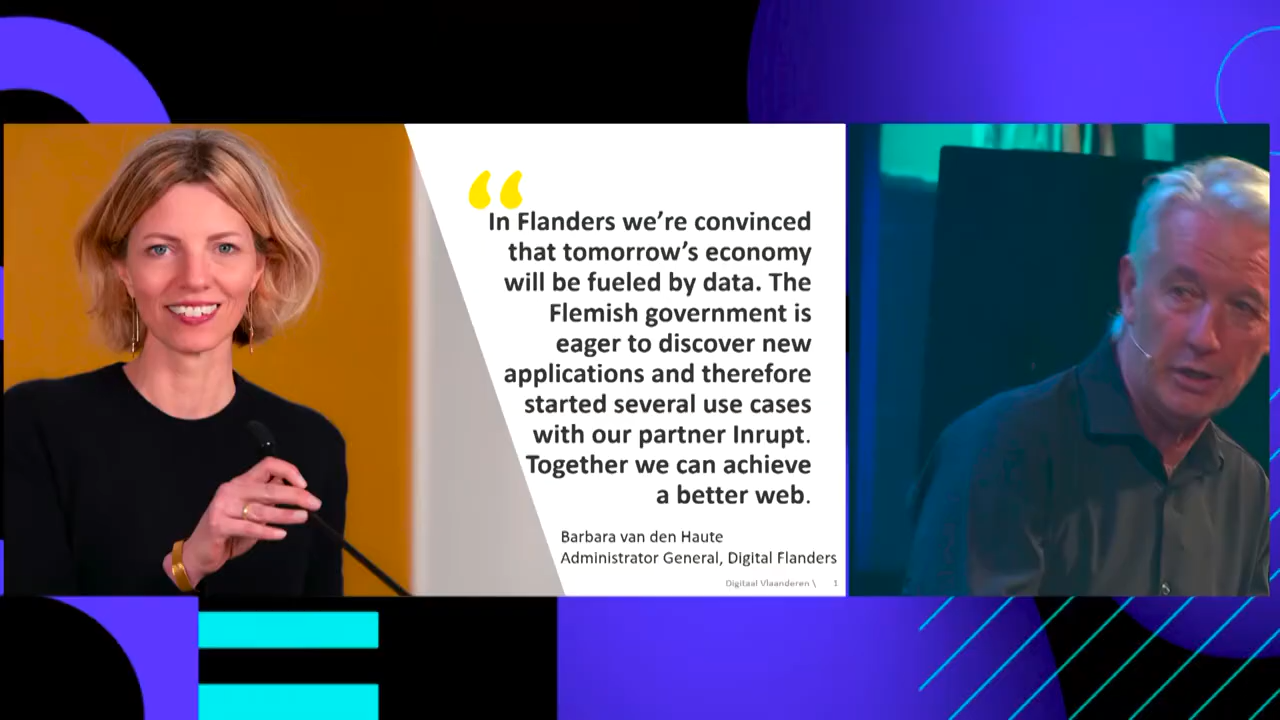 “
In Flanders we’re convinced
that tomorrow’s economy
will be fueled by data. The
Flemish government is
eager to discover new
applications and therefore
started several use cases
with our partner Inrupt.
Together we can achieve
a better web.
Barbara van den Haute
Administrator General, Digital Flanders
Digitaal Vlaanderen \ 1